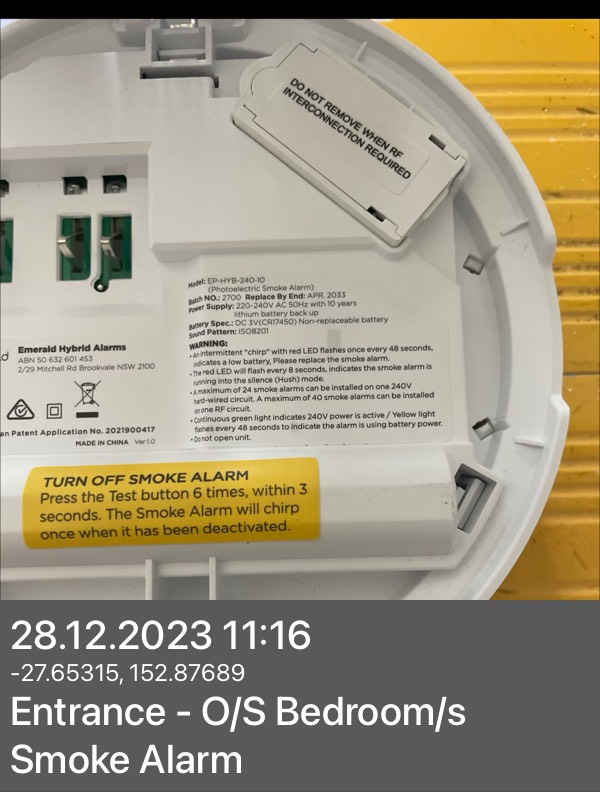 DO NOT REMOVE WHEN RF
INTERCONNECTION REQUIRED
Model: EP-HYB-240-10
(Photoelectric Smoke Alarm)
Batch NO.: 2700 Replace By End: APR. 2033
Power Supply: 220-240V AC 50Hz with 10 years
lithium battery back up
Battery Spec.: DC 3V(CR17450) Non-replaceable battery
Sound Pattern: ISO8201
WARNING:
• An intermittent "chirp" with red LED flashes once every 48 seconds,
indicates a low battery, Please replace the smoke alarm.
• The red LED will flash every 8 seconds, indicates the smoke alarm is
running into the silence (Hush) mode.
• A maximum of 24 smoke alarms can be installed on one 240V
hard-wired circuit. A maximum of 40 smoke alarms can be installed
on one RF circuit.
• Continuous green light indicates 240V power is active / Yellow light
flashes every 48 seconds to indicate the alarm is using battery power.
• Do not open unit.
Emerald Hybrid Alarms
ABN 50 632 601 453
2/29 Mitchell Rd Brookvale NSW 2100
an Patent Application No. 2021900417
MADE IN CHINA Ver1.0
TURN OFF SMOKE ALARM
Press the Test button 6 times, within 3
seconds. The Smoke Alarm will chirp
once when it has been deactivated.
28.12.2023 11:16
-27.65315, 152.87689
Entrance - O/S Bedroom/s
Smoke Alarm